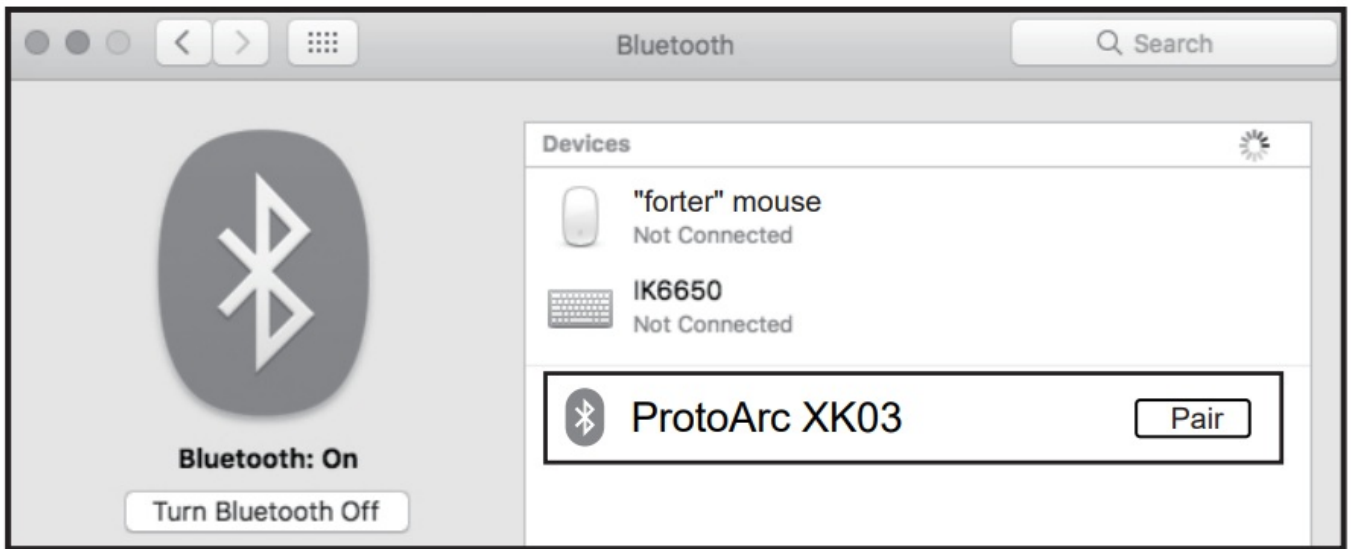 Bluetooth
Search
Devices
"forter" mouse
Not Connected
IK6650
Not Connected
ProtoArc XK03
Pair
Bluetooth: On
Turn Bluetooth Off